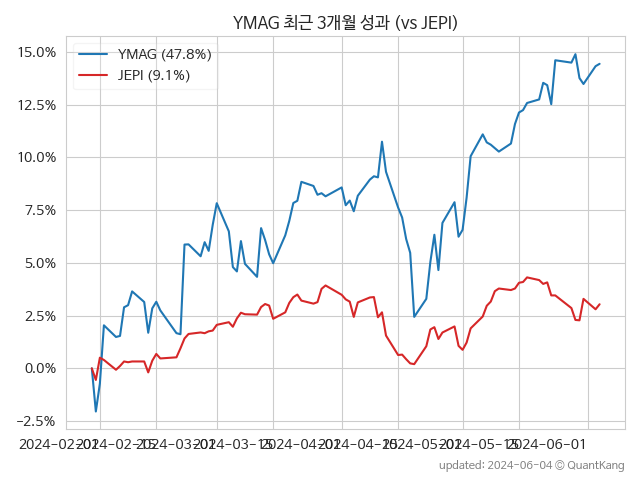 YMAG 최근 3개월 성과 (vs JEPI)
YMAG (47.8%)
JEPI (9.1%)
15.0%
12.5%
10.0%
7.5%
5.0%
2.5%
0.0%
−2.5%
2024-02-01 2024-02-15 2024-03-01 2024-03-15 2024-04-01 2024-04-15 2024-05-01 2024-05-15 2024-06-01
updated: 2024-06-04 © QuantKang